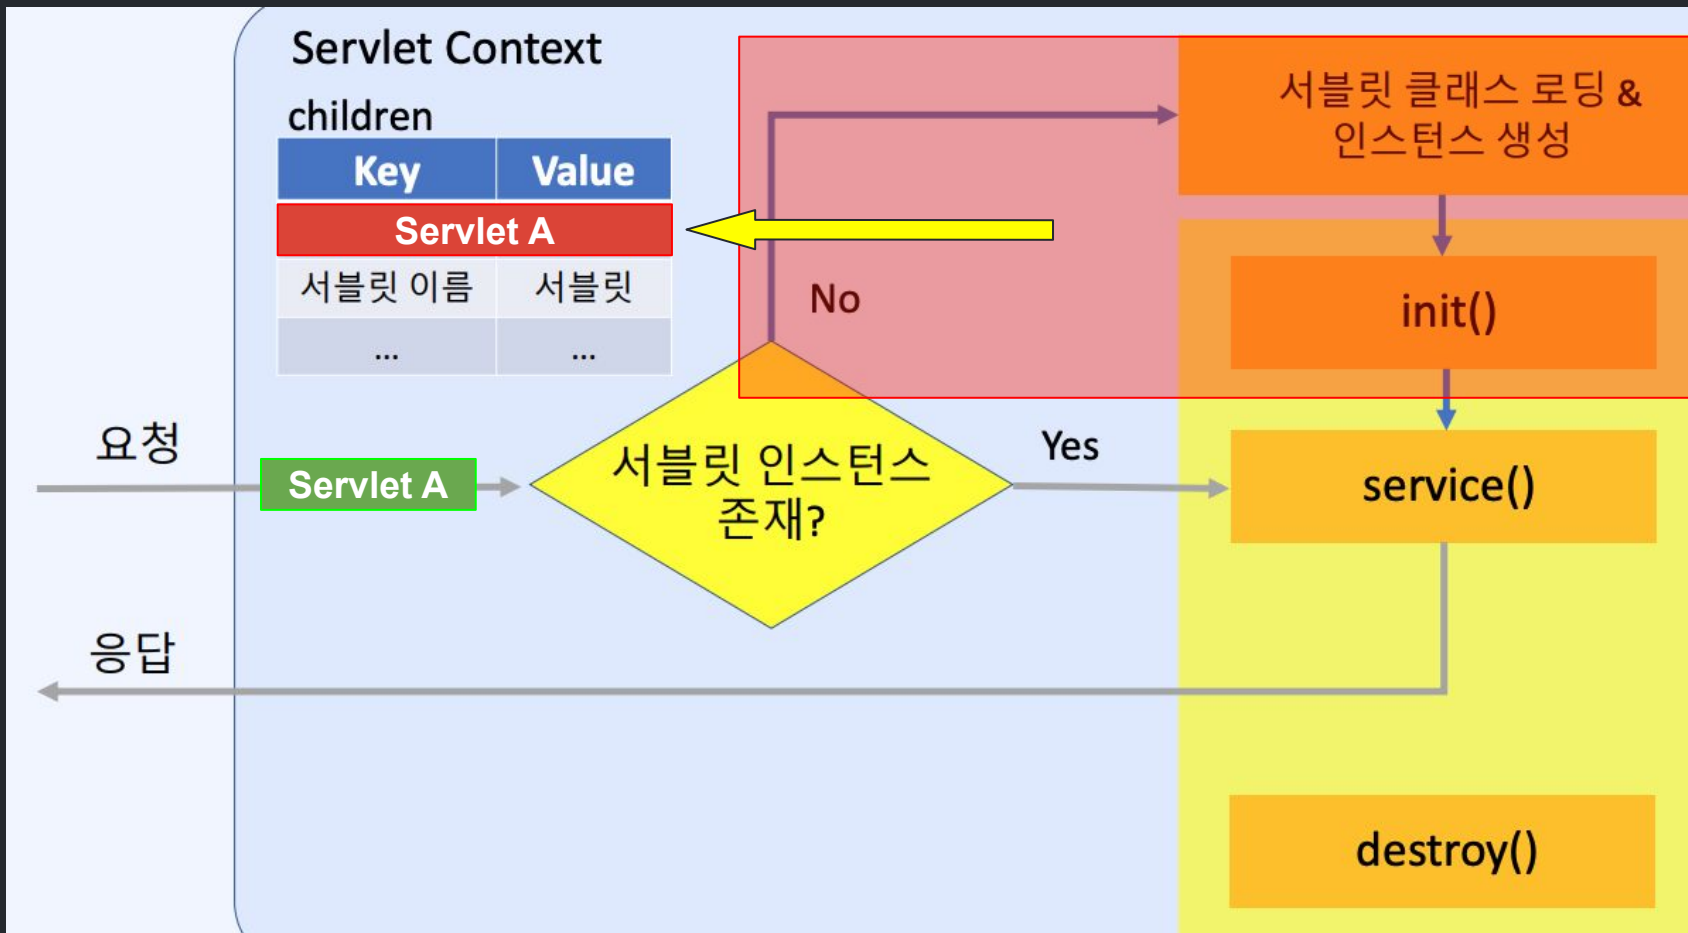 Servlet Context
children
Key Value
Servlet A
서블릿 이름 서블릿
... ...
서블릿 클래스 로딩 &
인스턴스 생성
No
init()
요청
Servlet A
서블릿 인스턴스
존재?
Yes
service()
응답
destroy()